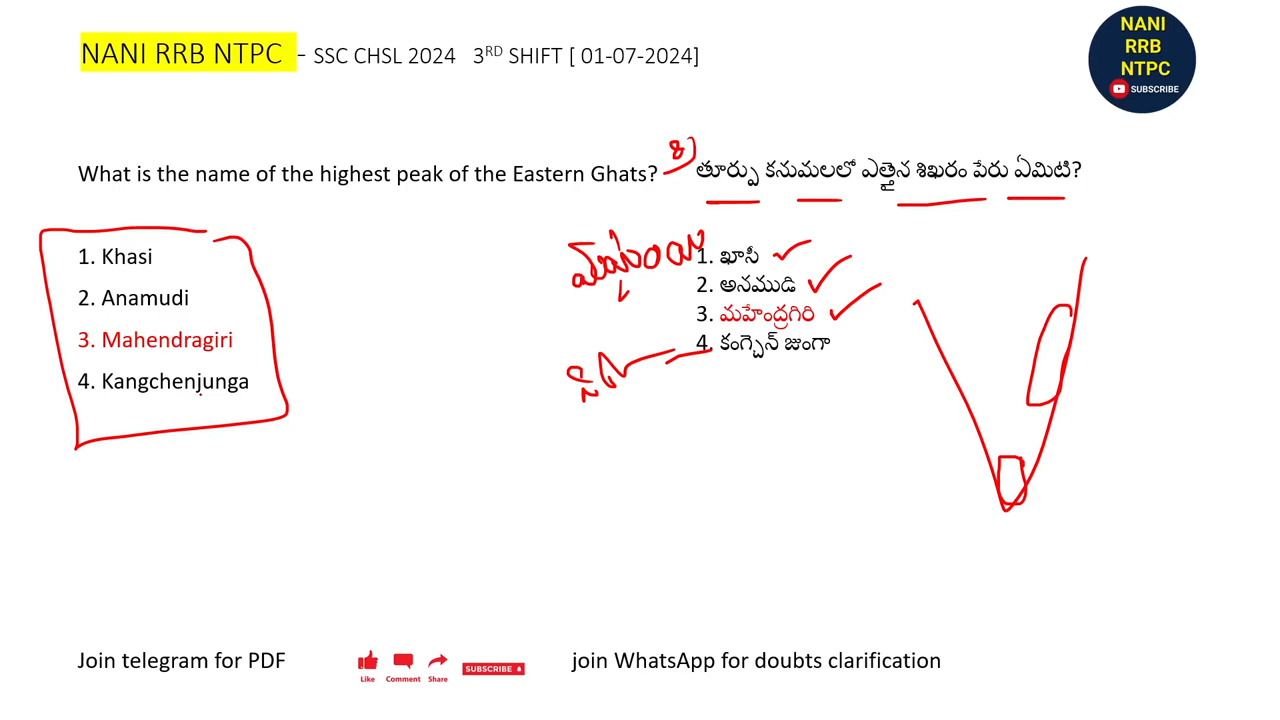 NANI RRB NTPC - SSC CHSL 2024 3RD SHIFT [ 01-07-2024]
NANI
RRB
NTPC
SUBSCRIBE
What is the name of the highest peak of the Eastern Ghats?
8)
తూర్పు కనుమలలో ఎత్తైన శిఖరం పేరు ఏమిటి?
1. Khasi
2. Anamudi
3. Mahendragiri
4. Kangchenjunga
1. ఖాసీ
2. అనముడి
3. మహేంద్రగిరి
4. కంగ్చెన్ జుంగా
Join telegram for PDF
Like
Comment
Share
SUBSCRIBE
join WhatsApp for doubts clarification